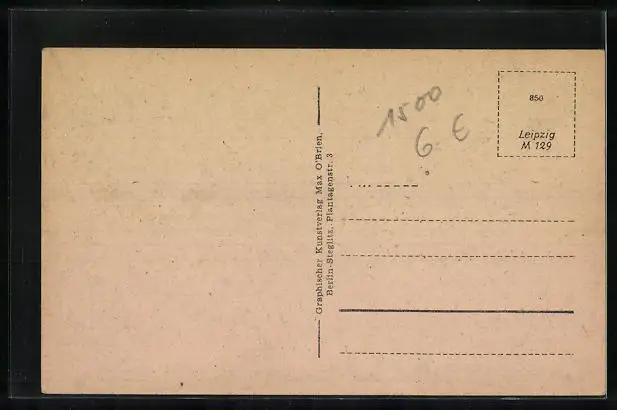 Graphischer Kunstverlag Max O'Brien,
Berlin-Steglitz, Plantagenstr. 3
1500
6 €
850
Leipzig
M 129